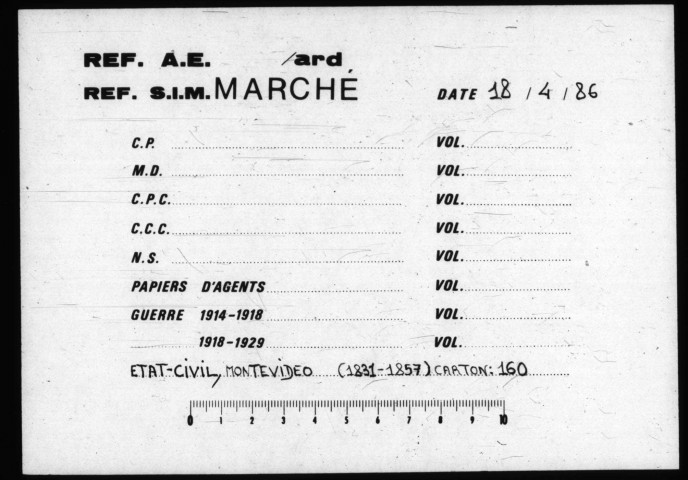 REF. A.E. ard
REF. S.I.M. MARCHÉ DATE 18 / 4 / 86
C.P. VOL.
M.D. VOL.
C.P.C. VOL.
C.C.C. VOL.
N.S. VOL.
PAPIERS D'AGENTS VOL.
GUERRE 1914-1918 VOL.
1918-1929 VOL.
ETAT-CIVIL, MONTEVIDEO (1831-1857) CARTON: 160
0 1 2 3 4 5 6 7 8 9 10